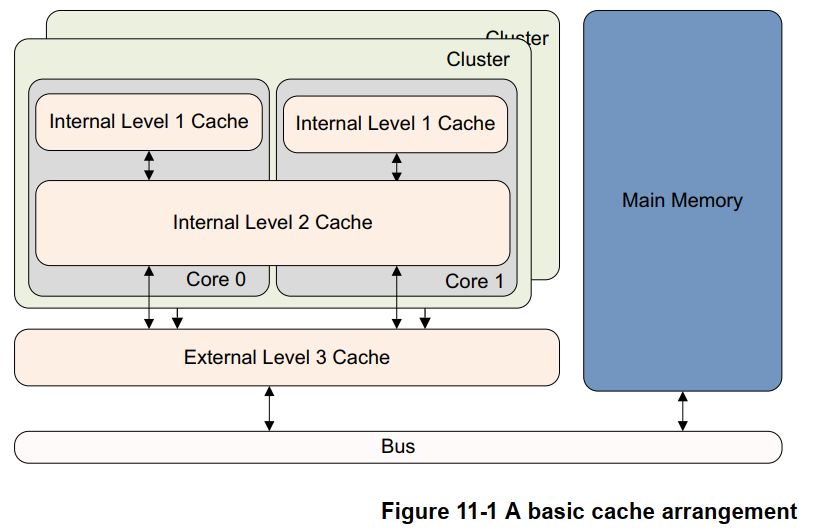 Cluster
Cluster
Internal Level 1 Cache
Internal Level 1 Cache
Internal Level 2 Cache
Core 0
Core 1
Main Memory
External Level 3 Cache
Bus
Figure 11-1 A basic cache arrangement